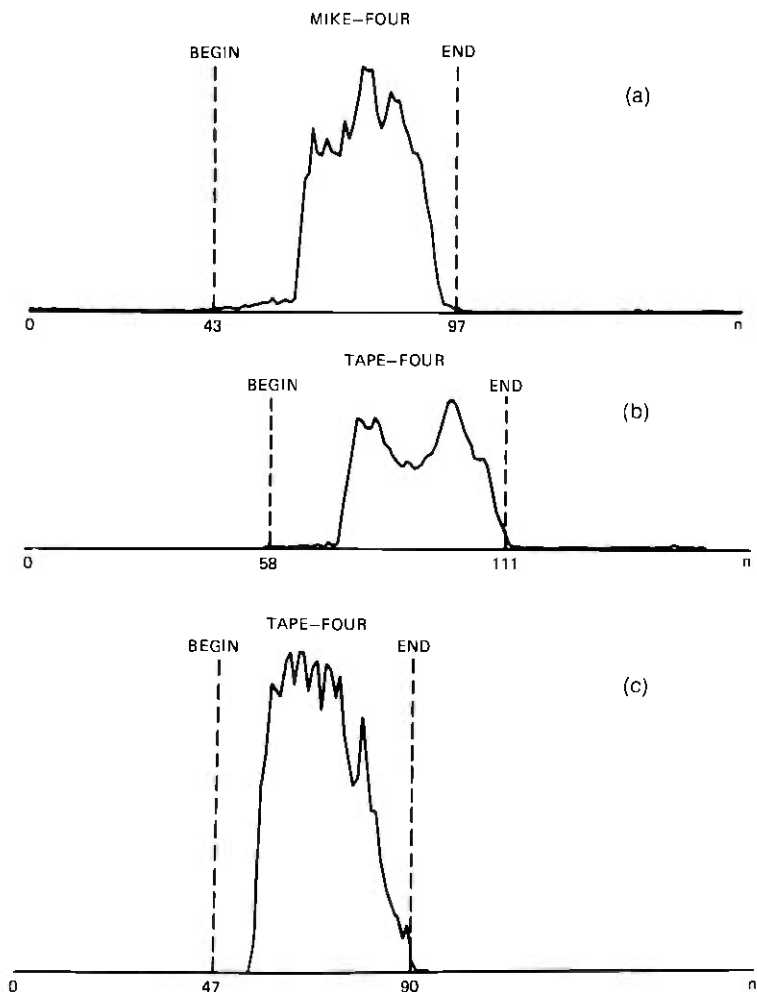 MIKE-FOUR
BEGIN END
(a)
0 43 97 n
TAPE-FOUR
BEGIN END
(b)
0 58 111 n
TAPE-FOUR
BEGIN END
(c)
0 47 90 n